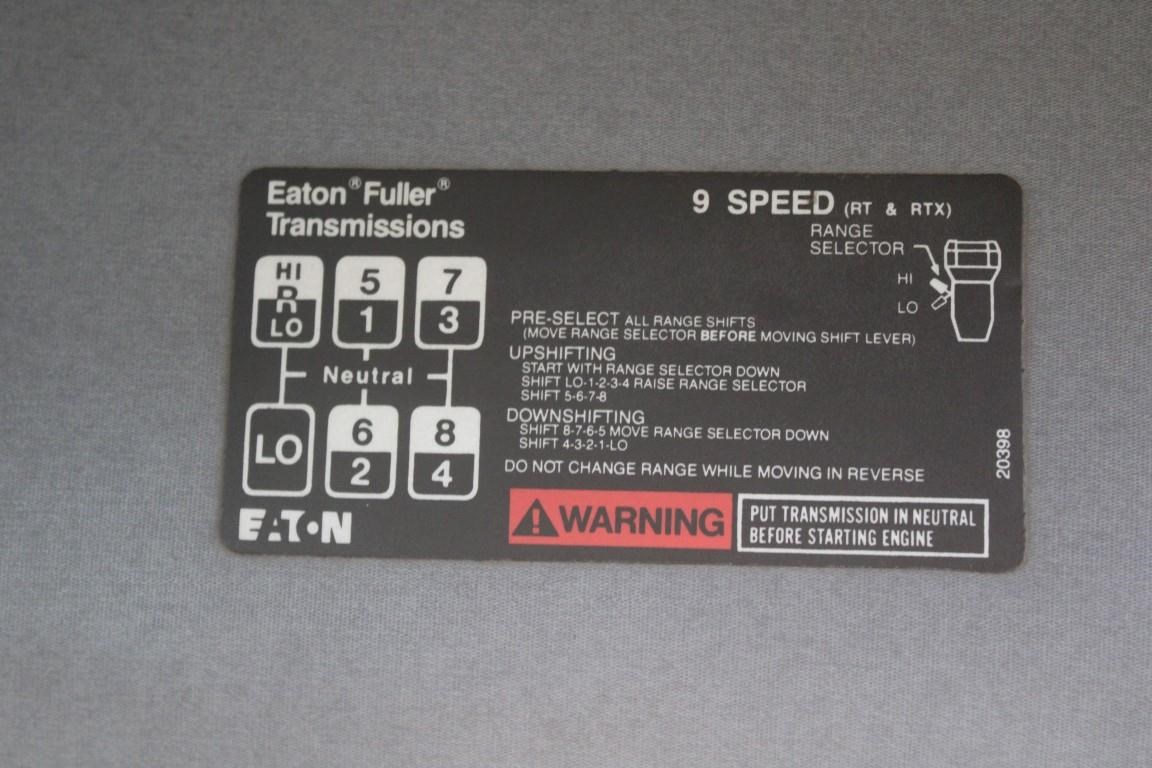 Eaton® Fuller®
Transmissions
9 SPEED (RT & RTX)
RANGE
SELECTOR
HI
LO
HI
R
LO
5
1
7
3
Neutral
LO
6
2
8
4
PRE-SELECT ALL RANGE SHIFTS
(MOVE RANGE SELECTOR BEFORE MOVING SHIFT LEVER)
UPSHIFTING
START WITH RANGE SELECTOR DOWN
SHIFT LO-1-2-3-4 RAISE RANGE SELECTOR
SHIFT 5-6-7-8
DOWNSHIFTING
SHIFT 8-7-6-5 MOVE RANGE SELECTOR DOWN
SHIFT 4-3-2-1-LO
DO NOT CHANGE RANGE WHILE MOVING IN REVERSE
20398
EATON
WARNING
PUT TRANSMISSION IN NEUTRAL
BEFORE STARTING ENGINE